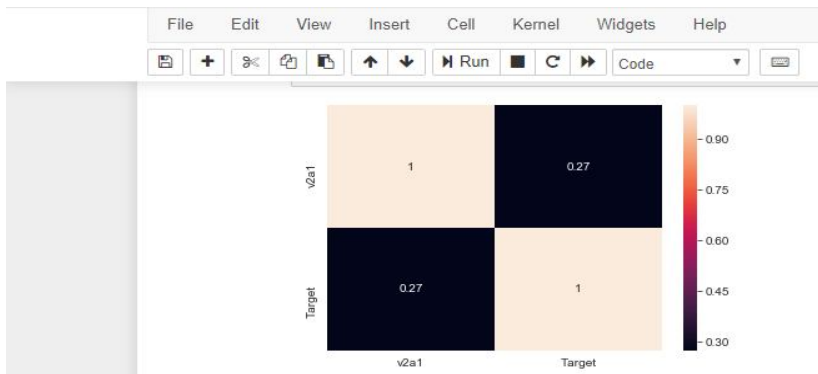 File Edit View Insert Cell Kernel Widgets Help
Run Code
0.90
v2a1 1 0.27
0.75
0.60
Target 0.27 1
0.45
0.30
v2a1 Target